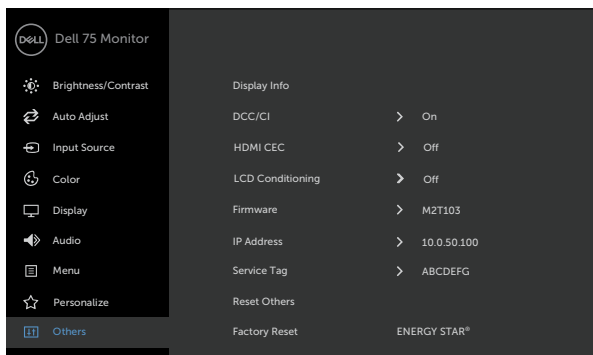 DELL Dell 75 Monitor
Brightness/Contrast
Auto Adjust
Input Source
Color
Display
Audio
Menu
Personalize
Others
Display Info
DCC/CI > On
HDMI CEC > Off
LCD Conditioning > Off
Firmware > M2T103
IP Address > 10.0.50.100
Service Tag > ABCDEFG
Reset Others
Factory Reset ENERGY STAR®